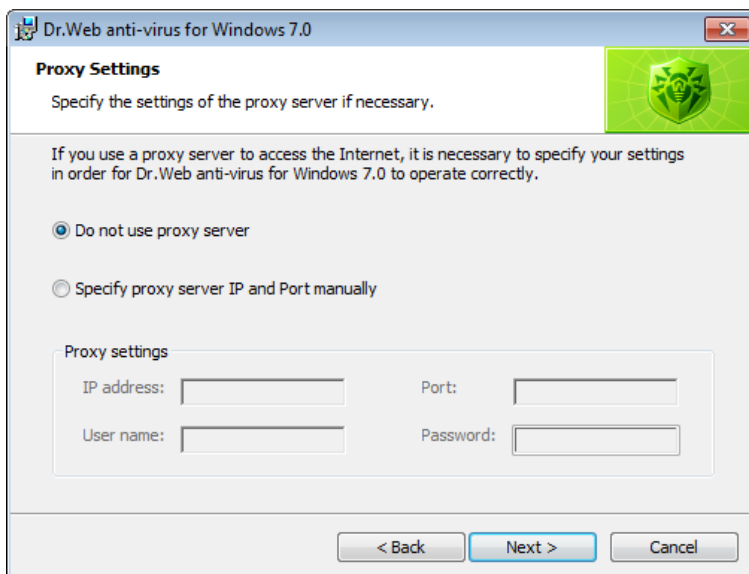 Dr.Web anti-virus for Windows 7.0
Proxy Settings
Specify the settings of the proxy server if necessary.
If you use a proxy server to access the Internet, it is necessary to specify your settings
in order for Dr.Web anti-virus for Windows 7.0 to operate correctly.
Do not use proxy server
Specify proxy server IP and Port manually
Proxy settings
IP address: Port:
User name: Password:
< Back Next > Cancel